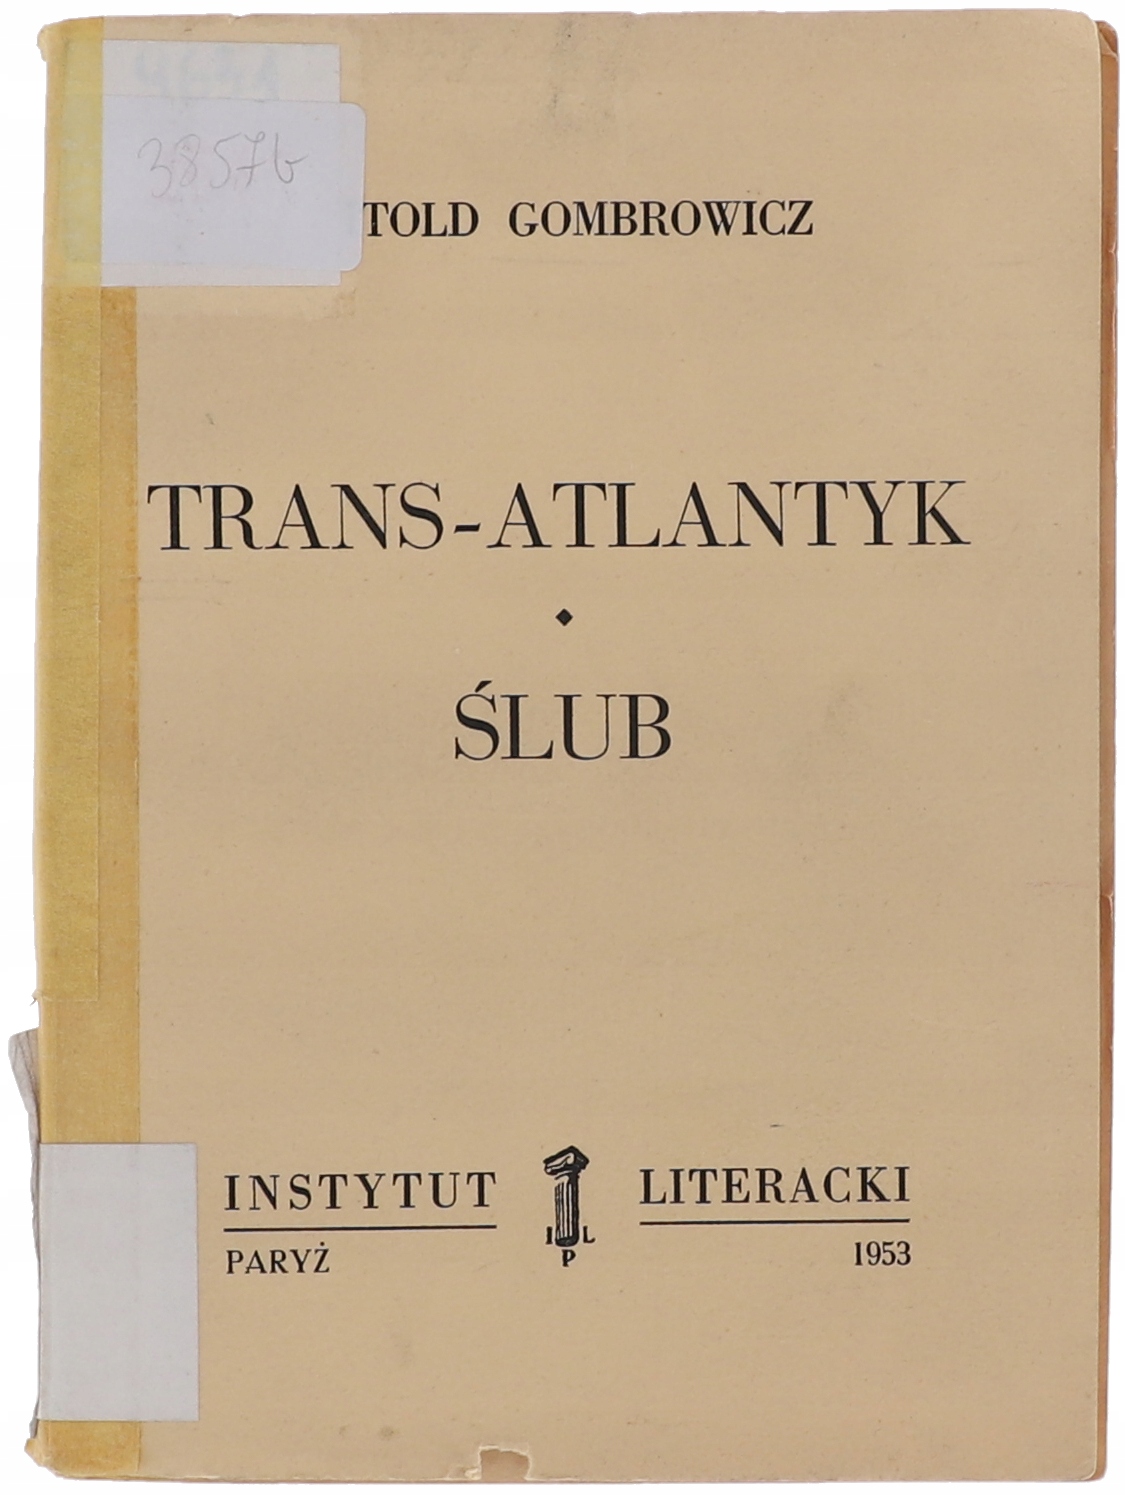 38576
TOLD GOMBROWICZ
TRANS-ATLANTYK
ŚLUB
INSTYTUT LITERACKI
I L
P
PARYŻ 1953